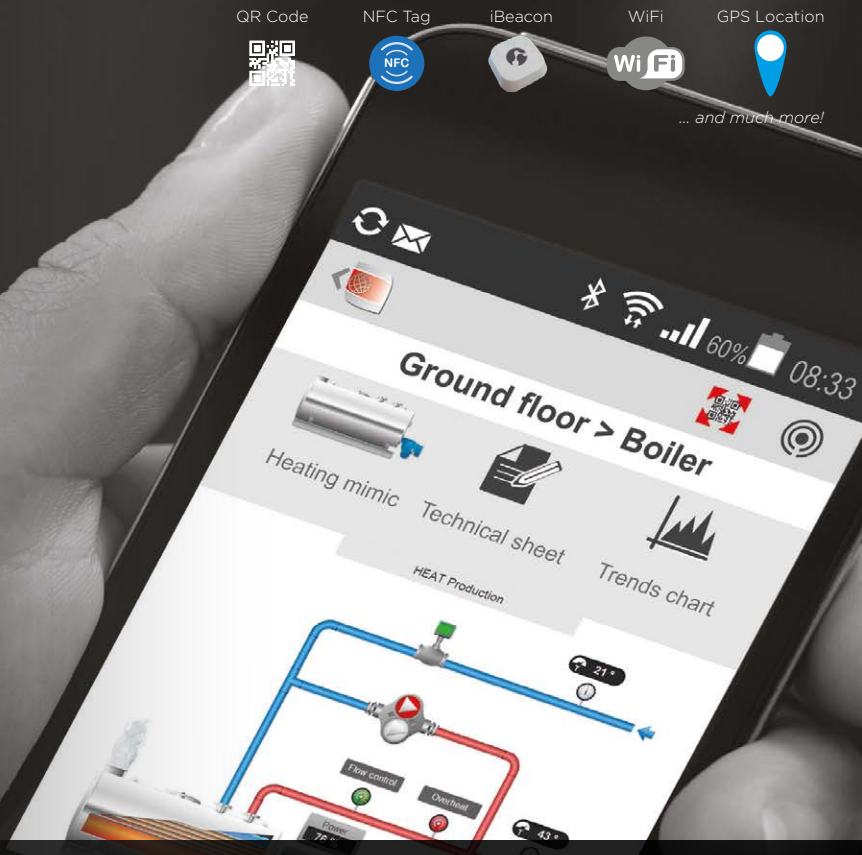 QR Code NFC Tag iBeacon WiFi GPS Location
NFC
Wi Fi
... and much more!
60% 08:33
Ground floor > Boiler
Heating mimic Technical sheet Trends chart
HEAT Production
21°
Flow control
Overheat
Power
43°